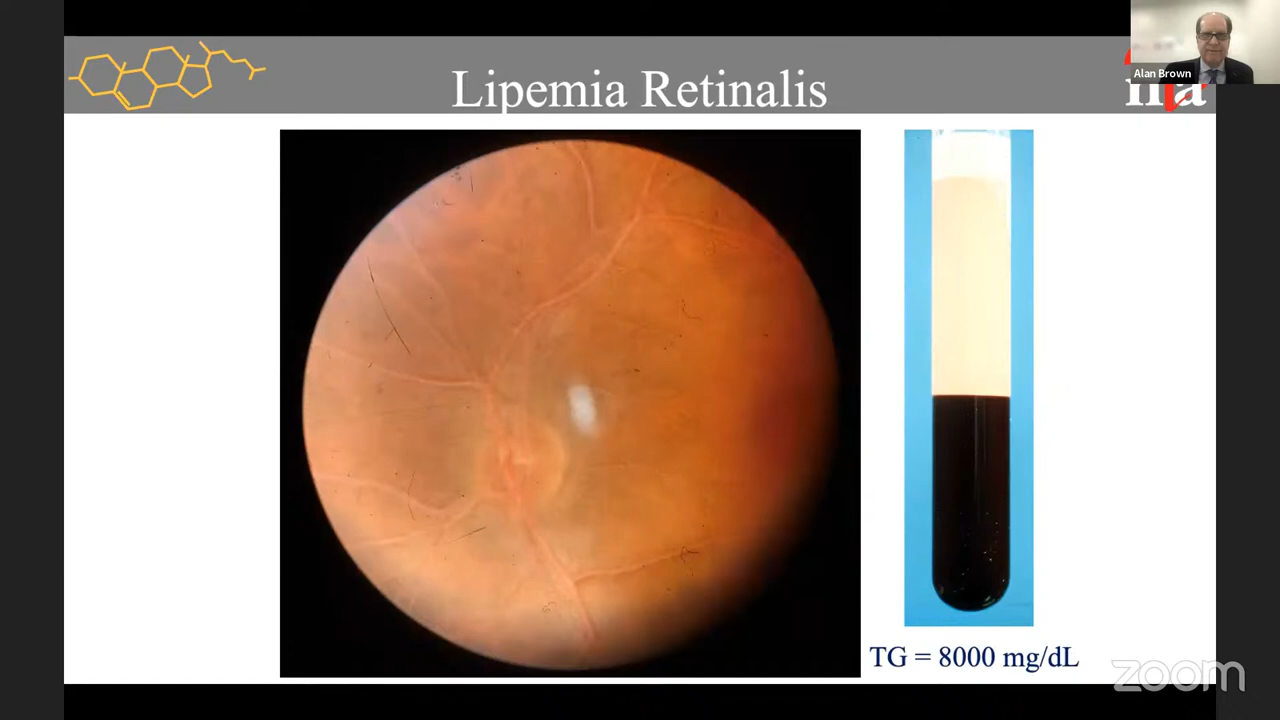 Alan Brown
Lipemia Retinalis
TG = 8000 mg/dL
zoom